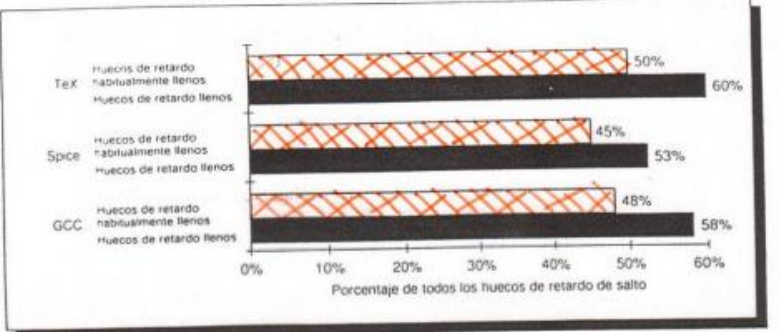 Huecos de retardo
habitualmente llenos
50%
TeX
Huecos de retardo llenos
60%
Huecos de retardo
habitualmente llenos
45%
Spice
Huecos de retardo llenos
53%
Huecos de retardo
habitualmente llenos
48%
GCC
Huecos de retardo llenos
58%
0% 10% 20% 30% 40% 50% 60%
Porcentaje de todos los huecos de retardo de salto